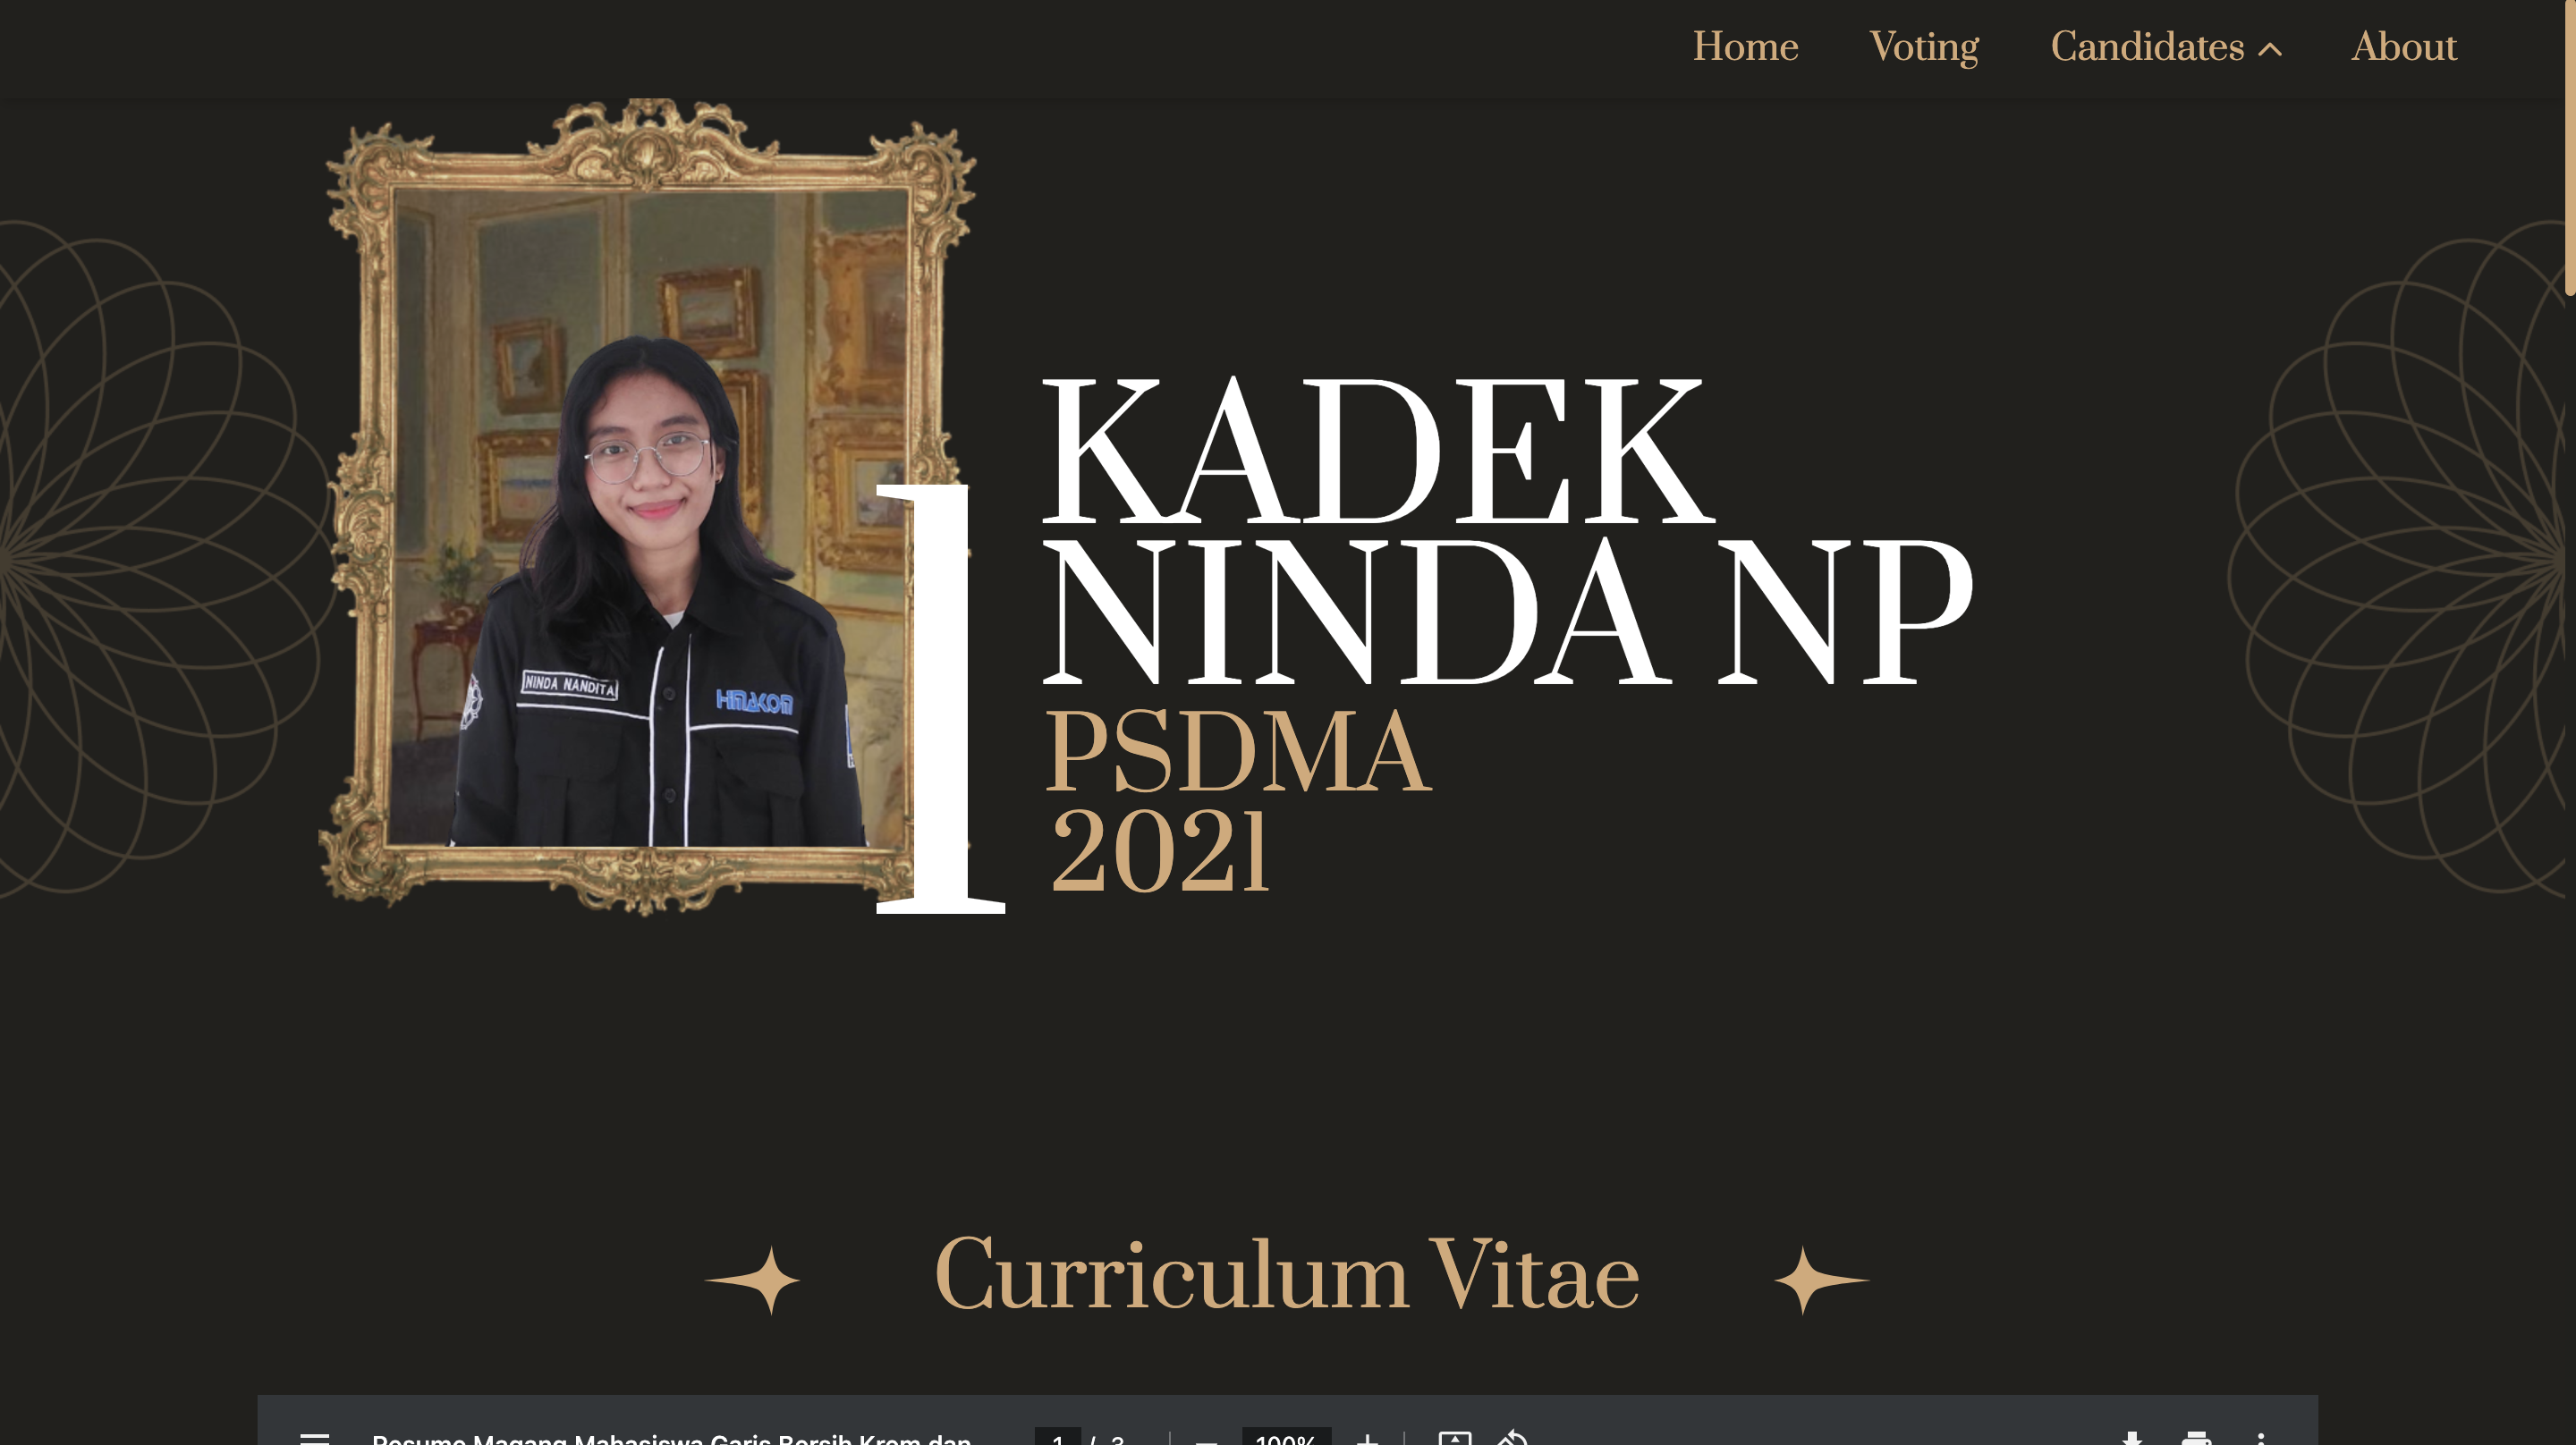 Home Voting Candidates About
KADEK
NINDA NP
PSDMA
2021
1
NINDA NANDITA
HIMAKOM
Curriculum Vitae
Resume Magang Mahasiswa Garis Bersih Krem dan
1 / 3
100%